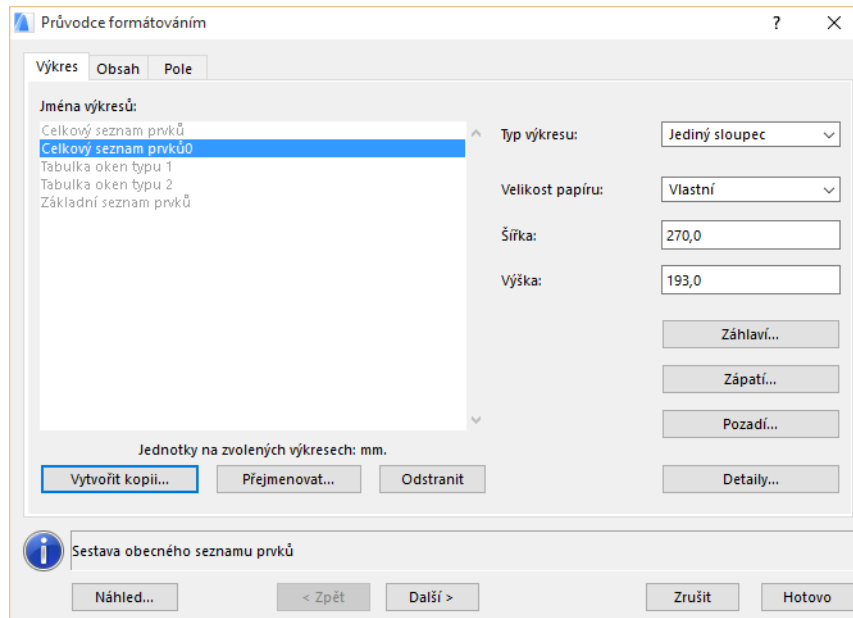 Průvodce formátováním
?
Výkres
Obsah
Pole
Jména výkresů:
Celkový seznam prvků
Celkový seznam prvků0
Tabulka oken typu 1
Tabulka oken typu 2
Základní seznam prvků
Typ výkresu:
Jediný sloupec
Velikost papíru:
Vlastní
Šířka:
270,0
Výška:
193,0
Záhlaví...
Zápatí...
Pozadí...
Jednotky na zvolených výkresech: mm.
Vytvořit kopii...
Přejmenovat...
Odstranit
Detaily...
Sestava obecného seznamu prvků
Náhled...
< Zpět
Další >
Zrušit
Hotovo